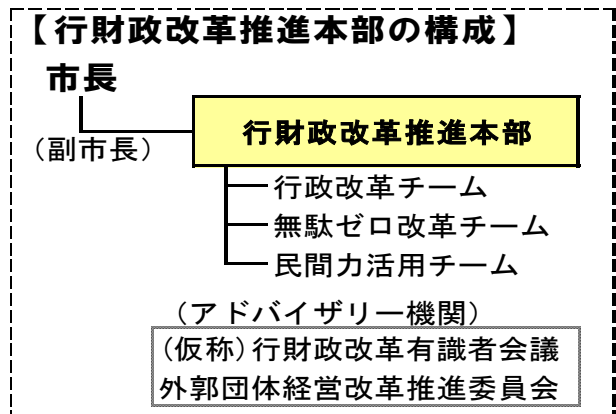 【行財政改革推進本部の構成】
市長
(副市長)
行財政改革推進本部
行政改革チーム
無駄ゼロ改革チーム
民間力活用チーム
(アドバイザリー機関)
(仮称)行財政改革有識者会議
外郭団体経営改革推進委員会